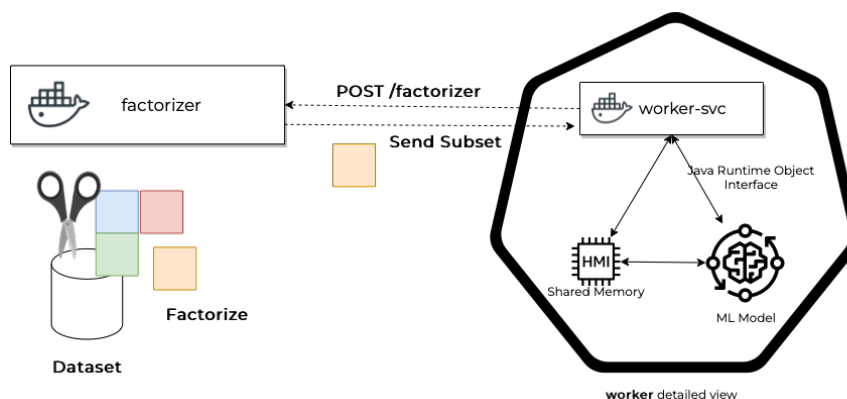 factorizer
POST /factorizer
Send Subset
worker-svc
Java Runtime Object
Interface
HMI
Shared Memory
ML Model
Factorize
Dataset
worker detailed view